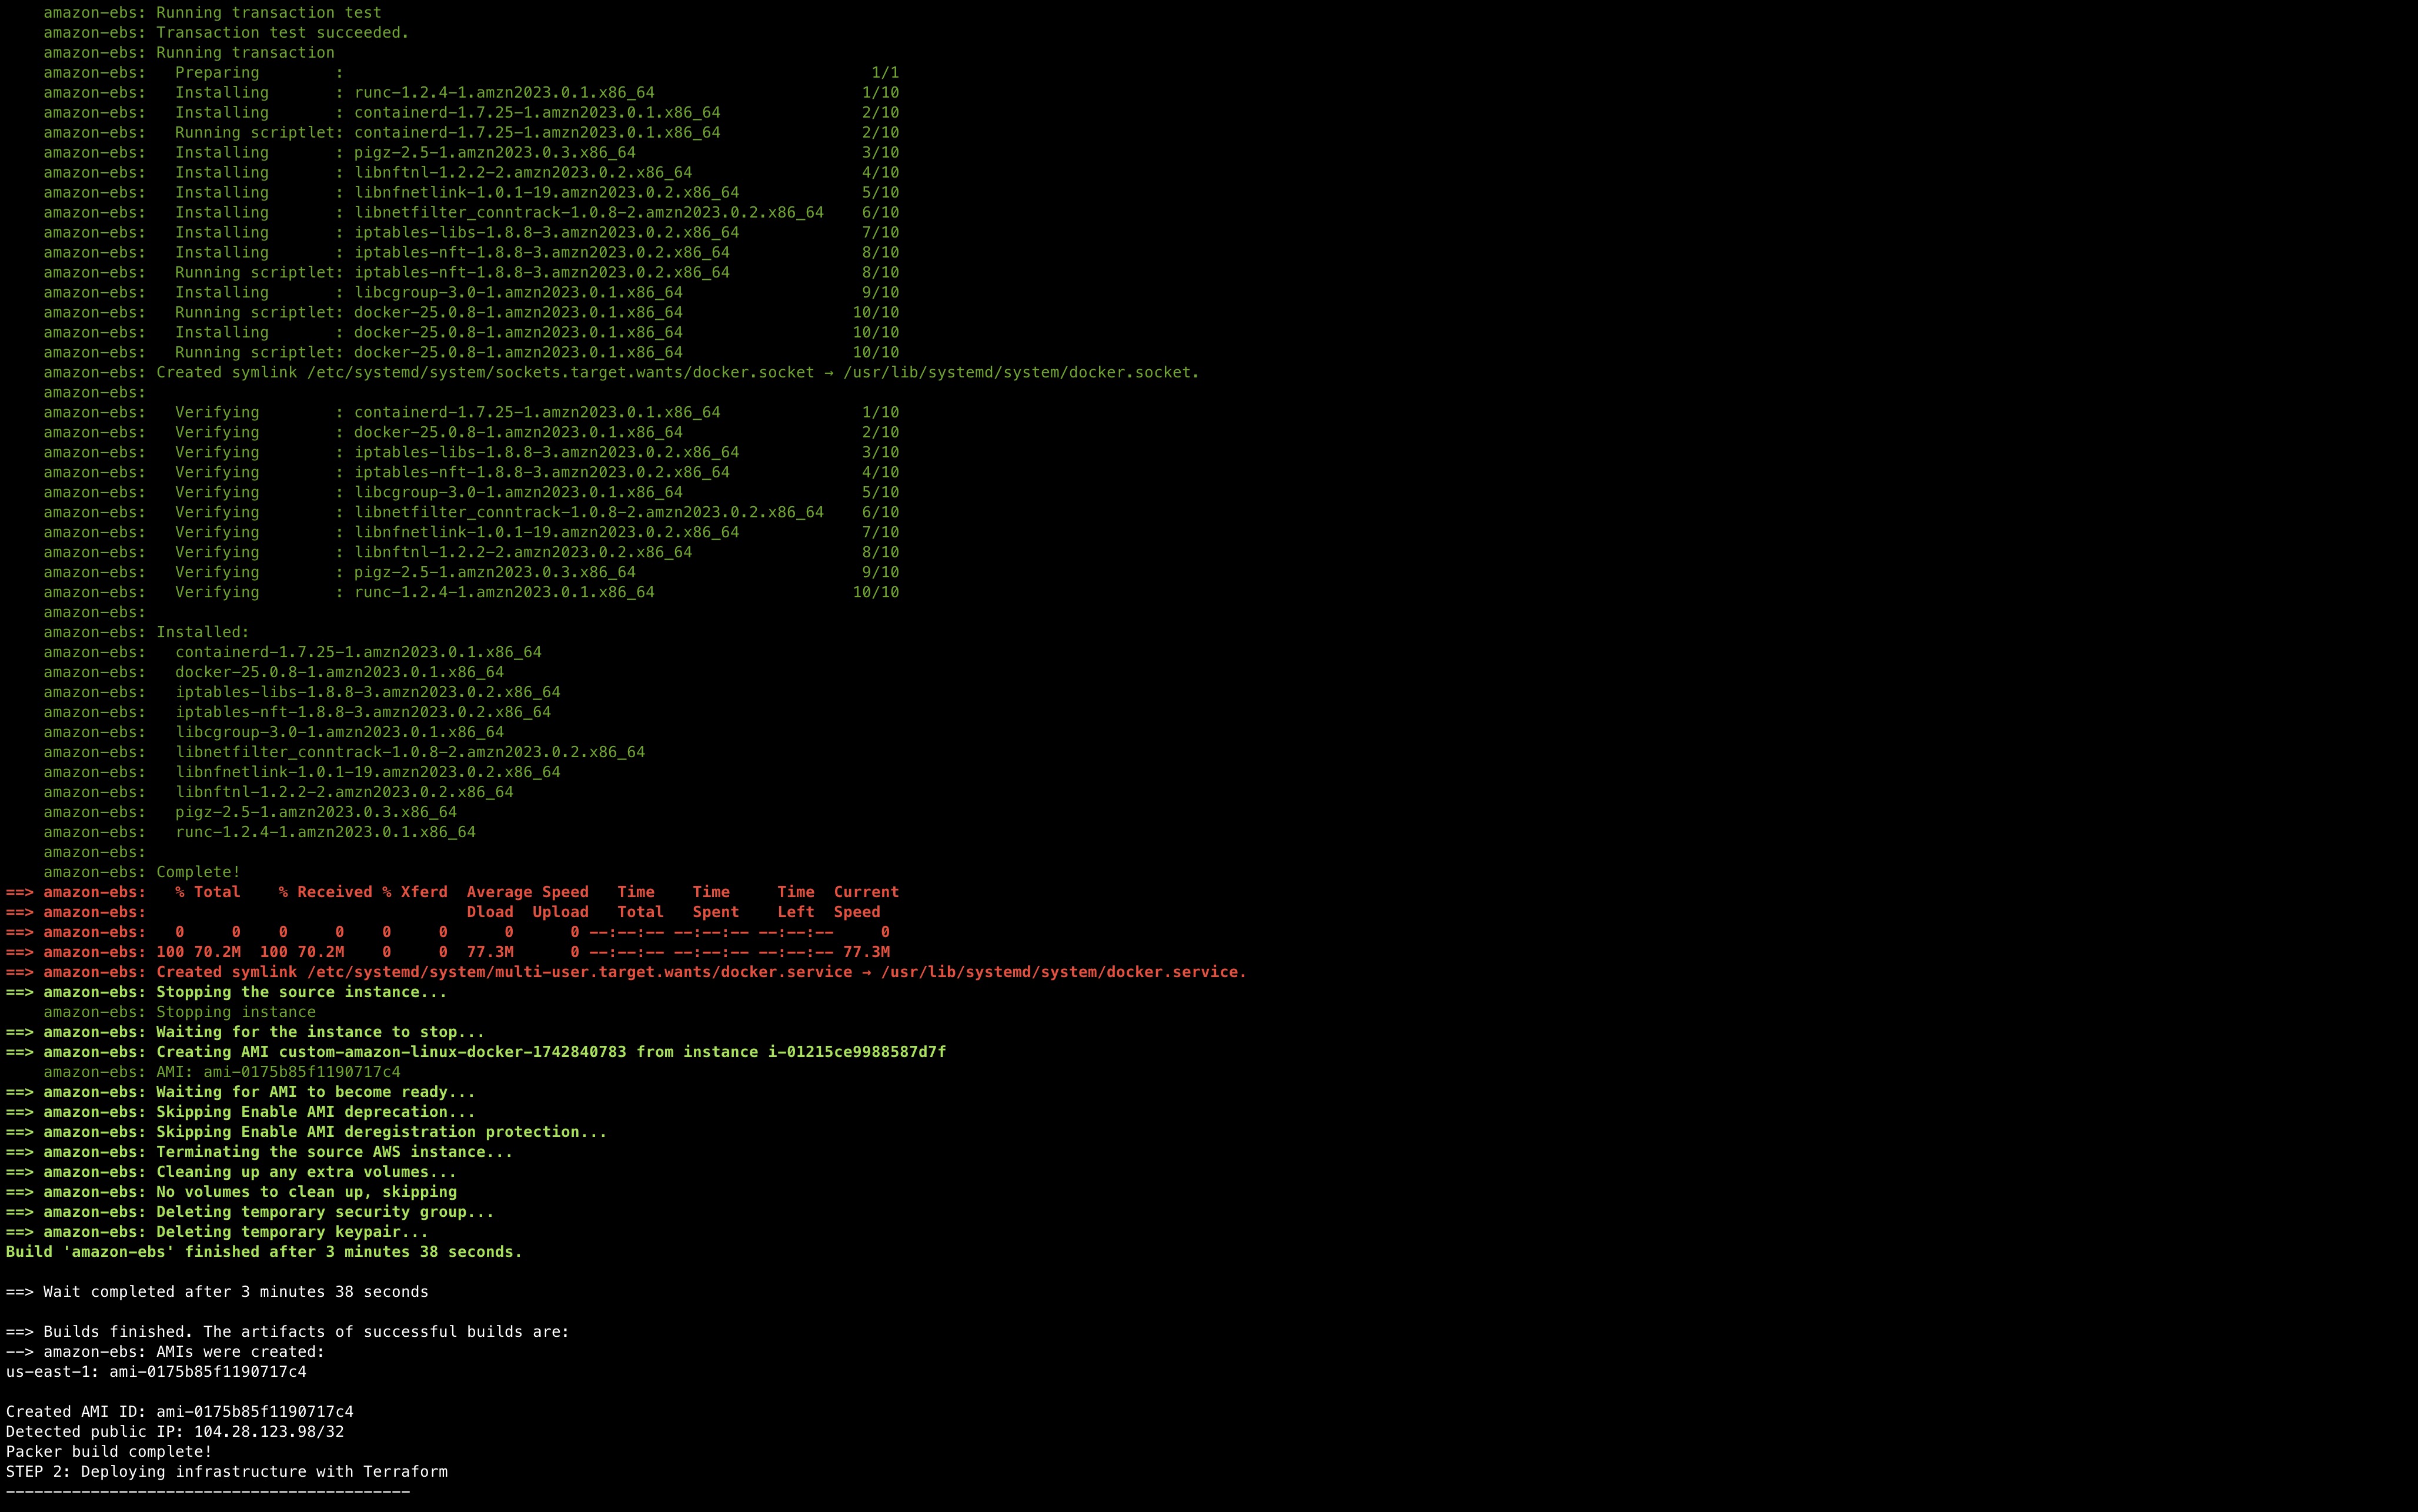 amazon-ebs: Running transaction test
amazon-ebs: Transaction test succeeded.
amazon-ebs: Running transaction
amazon-ebs:   Preparing        :                                                        1/1
amazon-ebs:   Installing       : runc-1.2.4-1.amzn2023.0.1.x86_64                      1/10
amazon-ebs:   Installing       : containerd-1.7.25-1.amzn2023.0.1.x86_64               2/10
amazon-ebs:   Running scriptlet: containerd-1.7.25-1.amzn2023.0.1.x86_64               2/10
amazon-ebs:   Installing       : pigz-2.5-1.amzn2023.0.3.x86_64                        3/10
amazon-ebs:   Installing       : libnftnl-1.2.2-2.amzn2023.0.2.x86_64                  4/10
amazon-ebs:   Installing       : libnfnetlink-1.0.1-19.amzn2023.0.2.x86_64             5/10
amazon-ebs:   Installing       : libnetfilter_conntrack-1.0.8-2.amzn2023.0.2.x86_64    6/10
amazon-ebs:   Installing       : iptables-libs-1.8.8-3.amzn2023.0.2.x86_64             7/10
amazon-ebs:   Installing       : iptables-nft-1.8.8-3.amzn2023.0.2.x86_64              8/10
amazon-ebs:   Running scriptlet: iptables-nft-1.8.8-3.amzn2023.0.2.x86_64              8/10
amazon-ebs:   Installing       : libcgroup-3.0-1.amzn2023.0.1.x86_64                   9/10
amazon-ebs:   Running scriptlet: docker-25.0.8-1.amzn2023.0.1.x86_64                  10/10
amazon-ebs:   Installing       : docker-25.0.8-1.amzn2023.0.1.x86_64                  10/10
amazon-ebs:   Running scriptlet: docker-25.0.8-1.amzn2023.0.1.x86_64                  10/10
amazon-ebs: Created symlink /etc/systemd/system/sockets.target.wants/docker.socket → /usr/lib/systemd/system/docker.socket.
amazon-ebs:
amazon-ebs:   Verifying        : containerd-1.7.25-1.amzn2023.0.1.x86_64               1/10
amazon-ebs:   Verifying        : docker-25.0.8-1.amzn2023.0.1.x86_64                   2/10
amazon-ebs:   Verifying        : iptables-libs-1.8.8-3.amzn2023.0.2.x86_64             3/10
amazon-ebs:   Verifying        : iptables-nft-1.8.8-3.amzn2023.0.2.x86_64              4/10
amazon-ebs:   Verifying        : libcgroup-3.0-1.amzn2023.0.1.x86_64                   5/10
amazon-ebs:   Verifying        : libnetfilter_conntrack-1.0.8-2.amzn2023.0.2.x86_64    6/10
amazon-ebs:   Verifying        : libnfnetlink-1.0.1-19.amzn2023.0.2.x86_64             7/10
amazon-ebs:   Verifying        : libnftnl-1.2.2-2.amzn2023.0.2.x86_64                  8/10
amazon-ebs:   Verifying        : pigz-2.5-1.amzn2023.0.3.x86_64                        9/10
amazon-ebs:   Verifying        : runc-1.2.4-1.amzn2023.0.1.x86_64                     10/10
amazon-ebs:
amazon-ebs: Installed:
amazon-ebs:   containerd-1.7.25-1.amzn2023.0.1.x86_64
amazon-ebs:   docker-25.0.8-1.amzn2023.0.1.x86_64
amazon-ebs:   iptables-libs-1.8.8-3.amzn2023.0.2.x86_64
amazon-ebs:   iptables-nft-1.8.8-3.amzn2023.0.2.x86_64
amazon-ebs:   libcgroup-3.0-1.amzn2023.0.1.x86_64
amazon-ebs:   libnetfilter_conntrack-1.0.8-2.amzn2023.0.2.x86_64
amazon-ebs:   libnfnetlink-1.0.1-19.amzn2023.0.2.x86_64
amazon-ebs:   libnftnl-1.2.2-2.amzn2023.0.2.x86_64
amazon-ebs:   pigz-2.5-1.amzn2023.0.3.x86_64
amazon-ebs:   runc-1.2.4-1.amzn2023.0.1.x86_64
amazon-ebs:
amazon-ebs: Complete!
==> amazon-ebs:   % Total    % Received % Xferd  Average Speed   Time    Time     Time  Current
==> amazon-ebs:                                  Dload  Upload   Total   Spent    Left  Speed
==> amazon-ebs:   0     0    0     0    0     0      0      0 --:--:-- --:--:-- --:--:--     0
==> amazon-ebs: 100 70.2M  100 70.2M    0     0  77.3M      0 --:--:-- --:--:-- --:--:-- 77.3M
==> amazon-ebs: Created symlink /etc/systemd/system/multi-user.target.wants/docker.service → /usr/lib/systemd/system/docker.service.
==> amazon-ebs: Stopping the source instance...
amazon-ebs: Stopping instance
==> amazon-ebs: Waiting for the instance to stop...
==> amazon-ebs: Creating AMI custom-amazon-linux-docker-1742840783 from instance i-01215ce9988587d7f
amazon-ebs: AMI: ami-0175b85f1190717c4
==> amazon-ebs: Waiting for AMI to become ready...
==> amazon-ebs: Skipping Enable AMI deprecation...
==> amazon-ebs: Skipping Enable AMI deregistration protection...
==> amazon-ebs: Terminating the source AWS instance...
==> amazon-ebs: Cleaning up any extra volumes...
==> amazon-ebs: No volumes to clean up, skipping
==> amazon-ebs: Deleting temporary security group...
==> amazon-ebs: Deleting temporary keypair...
Build 'amazon-ebs' finished after 3 minutes 38 seconds.
==> Wait completed after 3 minutes 38 seconds
==> Builds finished. The artifacts of successful builds are:
--> amazon-ebs: AMIs were created:
us-east-1: ami-0175b85f1190717c4
Created AMI ID: ami-0175b85f1190717c4
Detected public IP: 104.28.123.98/32
Packer build complete!
STEP 2: Deploying infrastructure with Terraform
-------------------------------------------